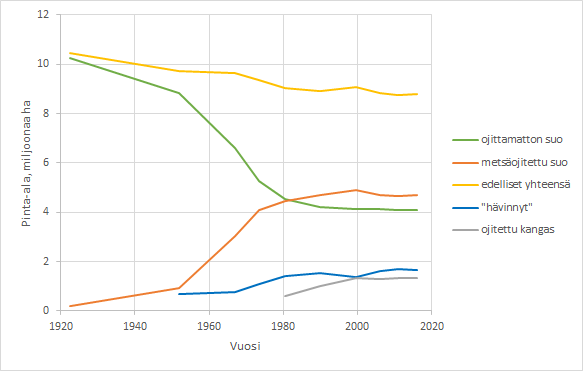 12
10
8
6
4
2
0
Pinta-ala, miljoonaa ha
1920 1940 1960 1980 2000 2020
Vuosi
ojittamatton suo
metsäojitettu suo
edelliset yhteensä
"hävinnyt"
ojitettu kangas